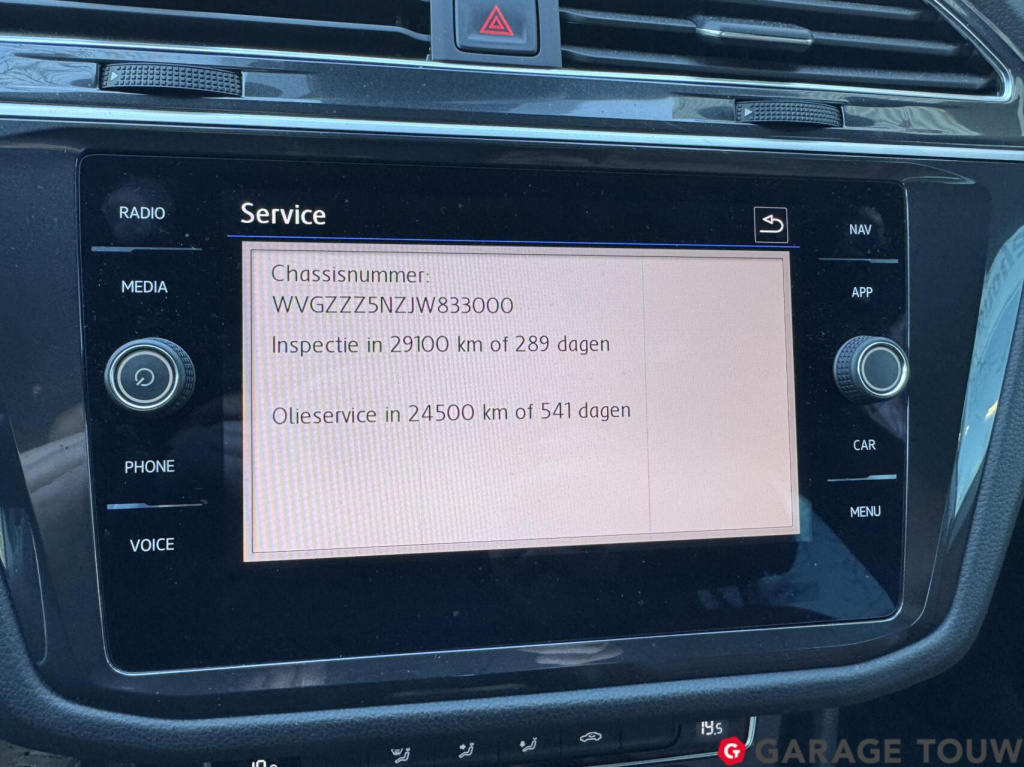 RADIO
MEDIA
PHONE
VOICE
Service
Chassisnummer:
WVGZZZ5NZJW833000
Inspectie in 29100 km of 289 dagen
Olieservice in 24500 km of 541 dagen
NAV
APP
CAR
MENU
19,5
G GARAGE TOUW